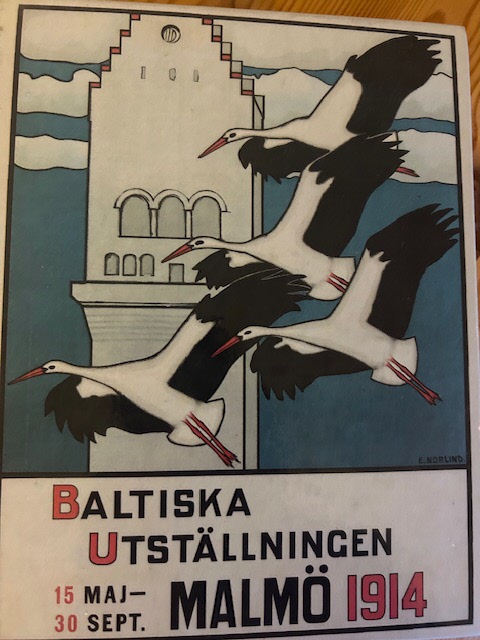 E. NORLIND.
BALTISKA
UTSTÄLLNINGEN
15 MAJ—
30 SEPT.
MALMÖ 1914